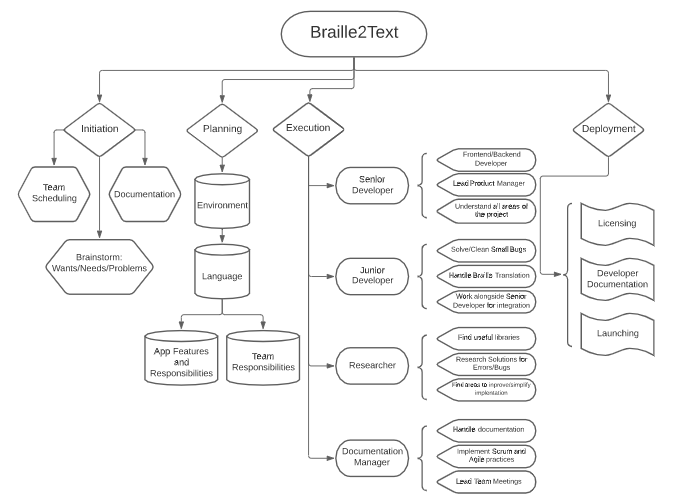 Braille2Text
Initiation
Planning
Execution
Deployment
Team
Scheduling
Documentation
Brainstorm:
Wants/Needs/Problems
Environment
Language
App Features
and
Responsibilities
Team
Responsibilities
Senior
Developer
Frontend/Backend
Developer
Lead Product Manager
Understand all areas of
the project
Junior
Developer
Solve/Clean Small Bugs
Handle Braille Translation
Work alongside Senior
Developer for integration
Researcher
Find useful libraries
Research Solutions for
Errors/Bugs
Find areas to inprove/simplify
implentation
Documentation
Manager
Handle documentation
Implement Scrum and
Agile practices
Lead Team Meetings
Licensing
Developer
Documentation
Launching